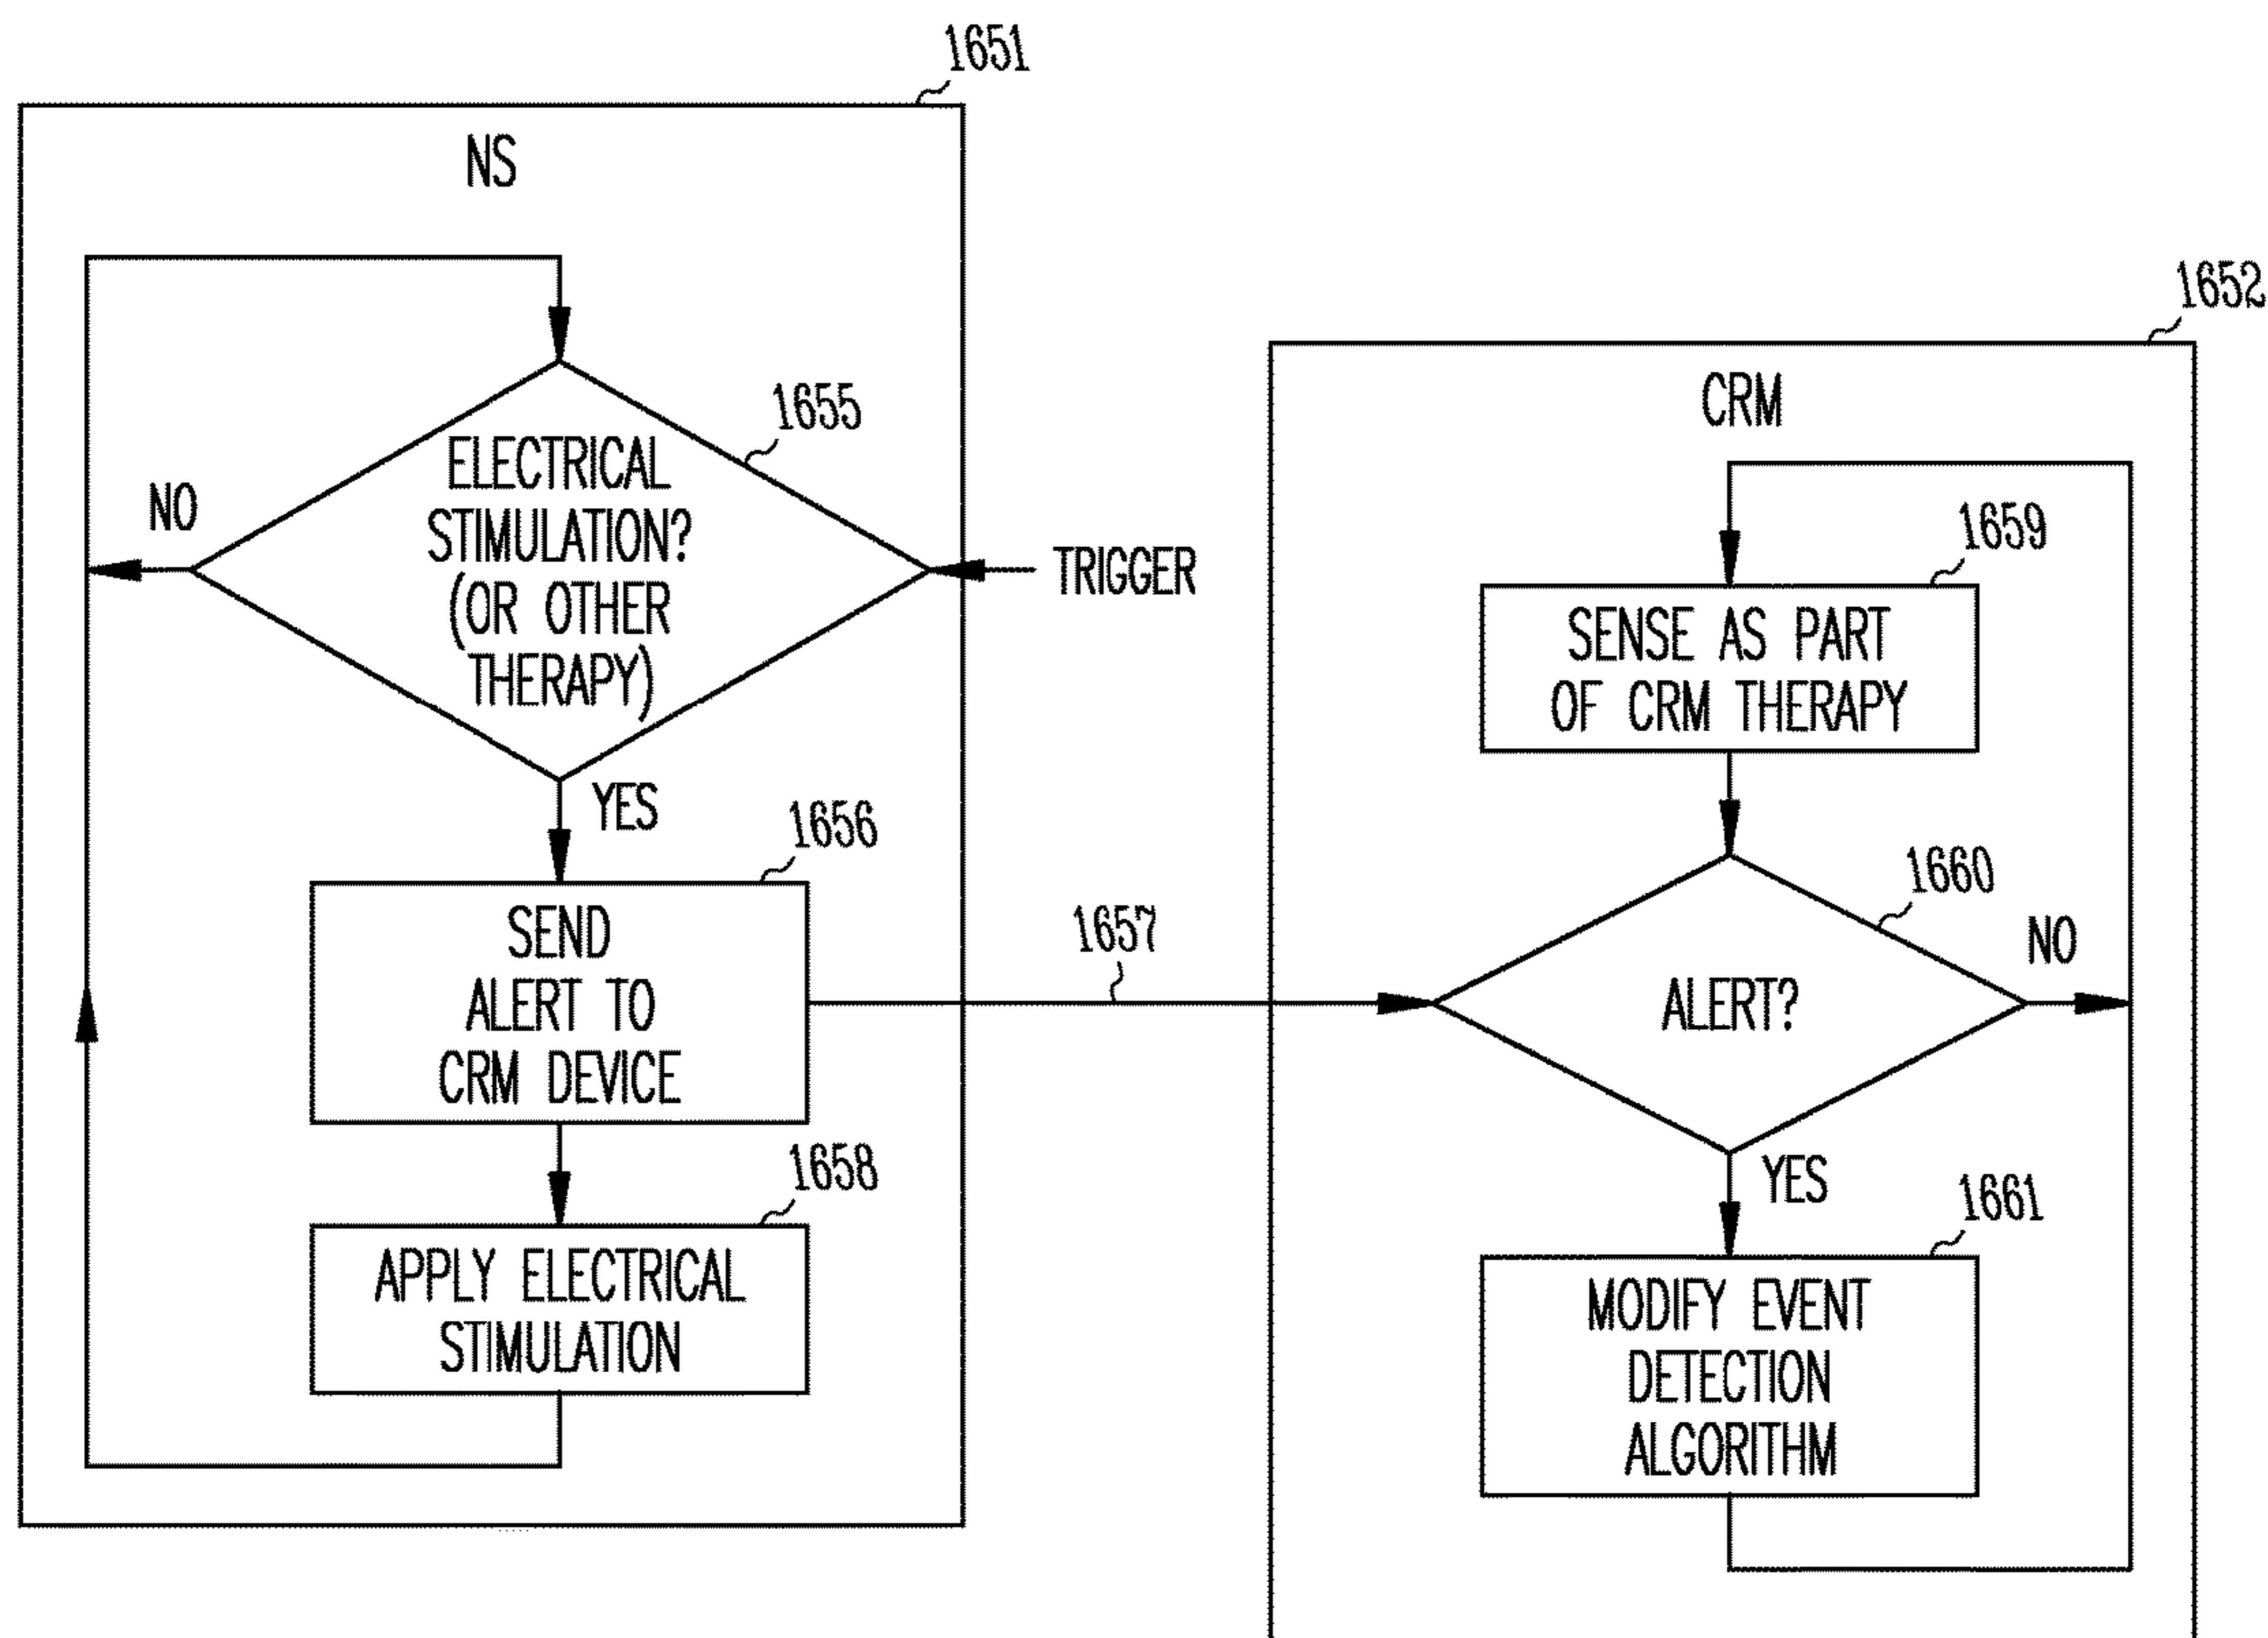 1651
NS
1655
ELECTRICAL
STIMULATION?
(OR OTHER
THERAPY)
NO
TRIGGER
YES
1656
SEND
ALERT TO
CRM DEVICE
1657
1658
APPLY ELECTRICAL
STIMULATION
1652
CRM
1659
SENSE AS PART
OF CRM THERAPY
1660
ALERT?
NO
YES
1661
MODIFY EVENT
DETECTION
ALGORITHM